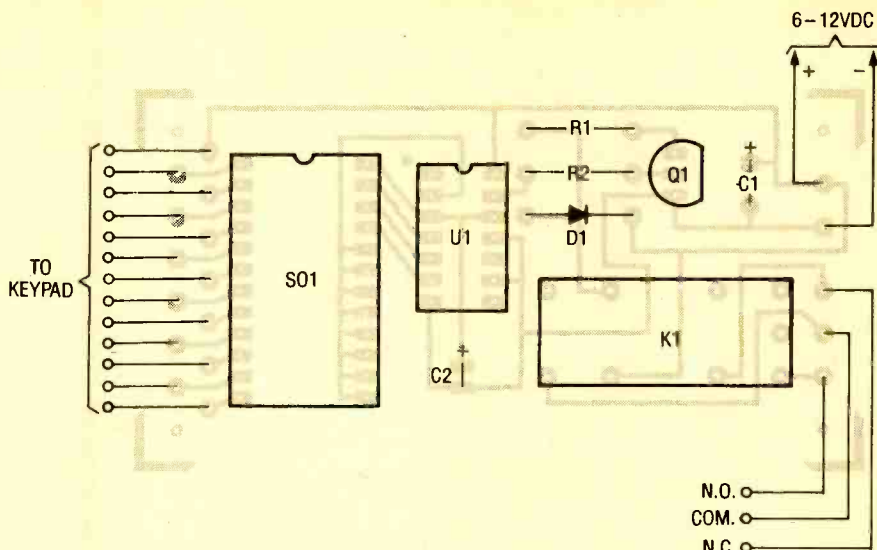 6-12VDC
+ -
R1
+
R2
Q1
C1
D1
U1
TO
KEYPAD
SO1
K1
+
C2
N.O.
COM.
N.C.